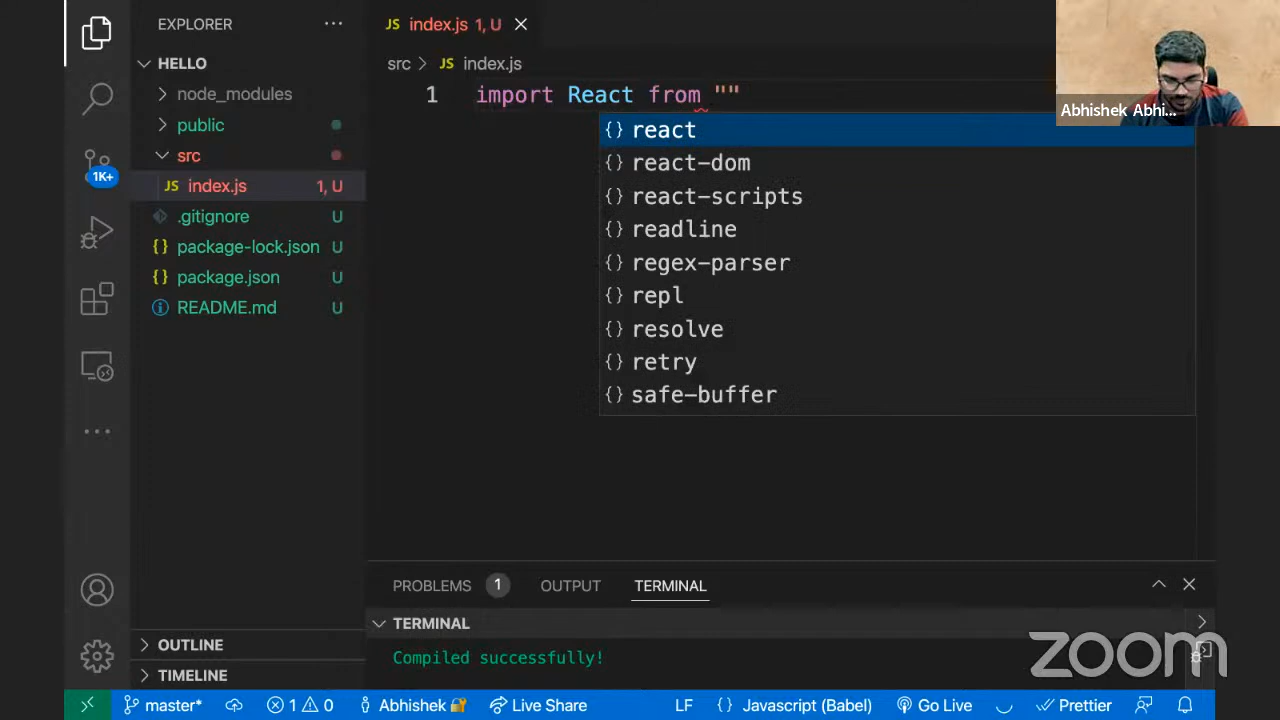 EXPLORER
HELLO
node_modules
public
src
JS index.js 1, U
.gitignore U
{} package-lock.json U
{} package.json U
README.md U
OUTLINE
TIMELINE
1K+
JS index.js 1, U
src > JS index.js
1 import React from ""
{} react
{} react-dom
{} react-scripts
{} readline
{} regex-parser
{} repl
{} resolve
{} retry
{} safe-buffer
Abhishek Abhi...
PROBLEMS 1 OUTPUT TERMINAL
TERMINAL
Compiled successfully!
zoom
master* 1 0 Abhishek Live Share LF {} Javascript (Babel) Go Live Prettier